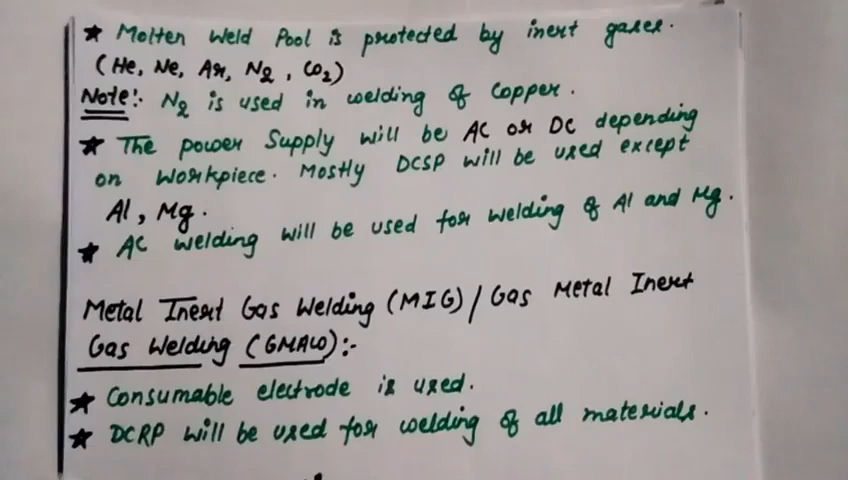 ★ Molten Weld Pool is protected by inert gases.
(He, Ne, Ar, N2, CO2)
Note:- N2 is used in welding of Copper.
★ The power Supply will be AC or DC depending
on Workpiece. Mostly DCSP will be used except
Al, Mg.
★ AC welding will be used for welding of Al and Mg.
Metal Inert Gas Welding (MIG) / Gas Metal Inert
Gas Welding (GMAW):-
★ Consumable electrode is used.
★ DCRP will be used for welding of all materials.